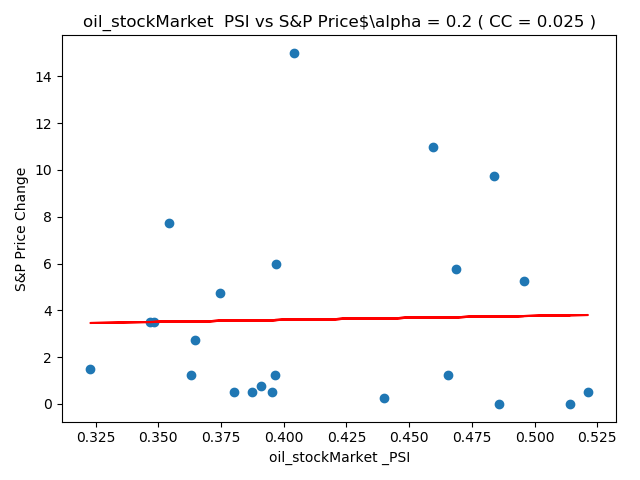 oil_stockMarket  PSI vs S&P Price$\alpha = 0.2 ( CC = 0.025 )
S&P Price Change
14
12
10
8
6
4
2
0
0.325 0.350 0.375 0.400 0.425 0.450 0.475 0.500 0.525
oil_stockMarket _PSI